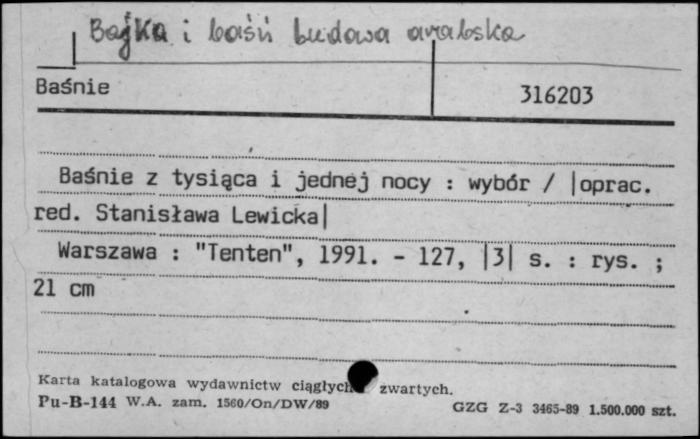 Bajka i baśń ludowa arabska
Baśnie
316203
Baśnie z tysiąca i jednej nocy : wybór / |oprac.
red. Stanisława Lewicka|
Warszawa : "Tenten", 1991. - 127, |3| s. : rys. ;
21 cm
Karta katalogowa wydawnictw ciągłych zwartych.
Pu-B-144 W.A. zam. 1560/On/DW/89
GZG Z-3 3465-89 1.500.000 szt.